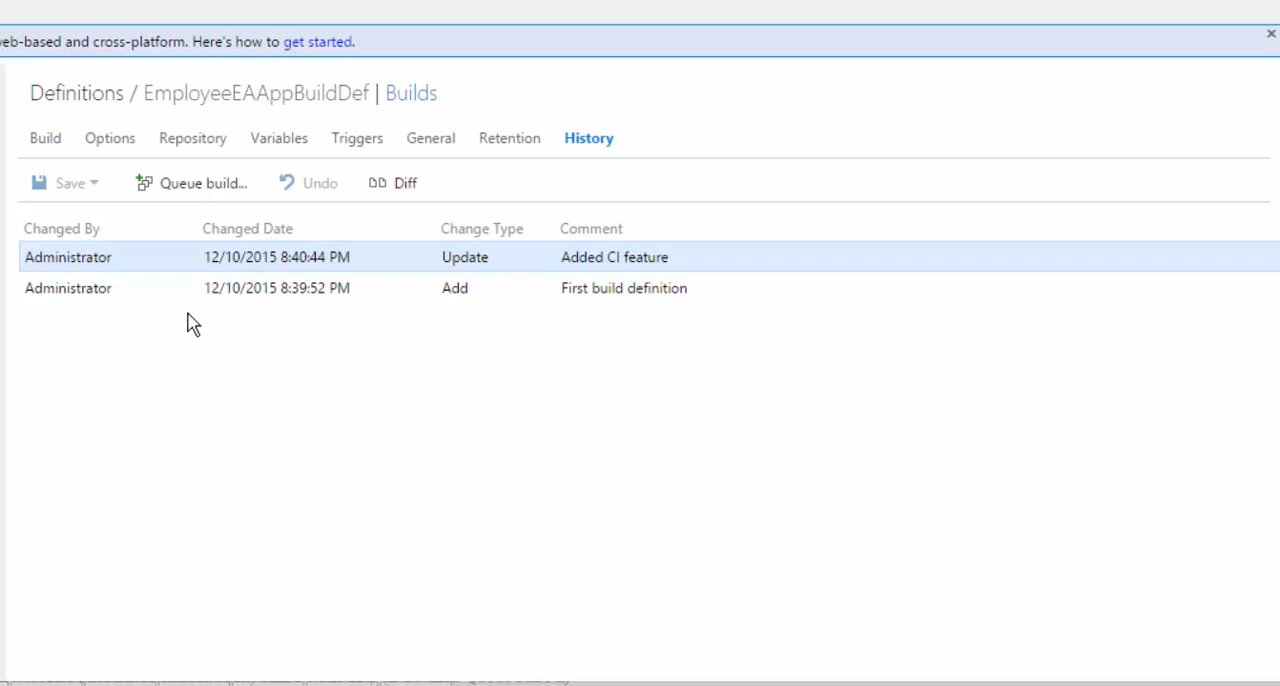 web-based and cross-platform. Here's how to get started.
Definitions / EmployeeEAAppBuildDef | Builds
Build Options Repository Variables Triggers General Retention History
Save Queue build... Undo Diff
Changed By Changed Date Change Type Comment
Administrator 12/10/2015 8:40:44 PM Update Added CI feature
Administrator 12/10/2015 8:39:52 PM Add First build definition